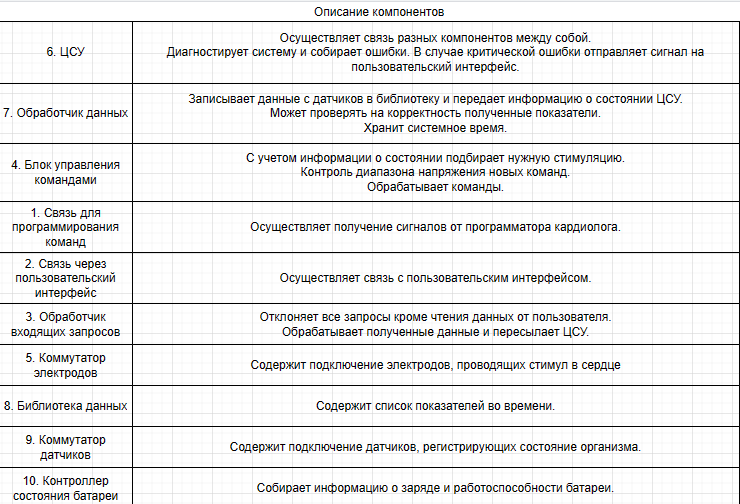 Описание компонентов
6. ЦСУ
Осуществляет связь разных компонентов между собой.
Диагностирует систему и собирает ошибки. В случае критической ошибки отправляет сигнал на
пользовательский интерфейс.
7. Обработчик данных
Записывает данные с датчиков в библиотеку и передает информацию о состоянии ЦСУ.
Может проверять на корректность полученные показатели.
Хранит системное время.
4. Блок управления
командами
С учетом информации о состоянии подбирает нужную стимуляцию.
Контроль диапазона напряжения новых команд.
Обрабатывает команды.
1. Связь для
программирования
команд
Осуществляет получение сигналов от программатора кардиолога.
2. Связь через
пользовательский
интерфейс
Осуществляет связь с пользовательским интерфейсом.
3. Обработчик
входящих запросов
Отклоняет все запросы кроме чтения данных от пользователя.
Обрабатывает полученные данные и пересылает ЦСУ.
5. Коммутатор
электродов
Содержит подключение электродов, проводящих стимул в сердце
8. Библиотека данных
Содержит список показателей во времени.
9. Коммутатор
датчиков
Содержит подключение датчиков, регистрирующих состояние организма.
10. Контроллер
состояния батареи
Собирает информацию о заряде и работоспособности батареи.